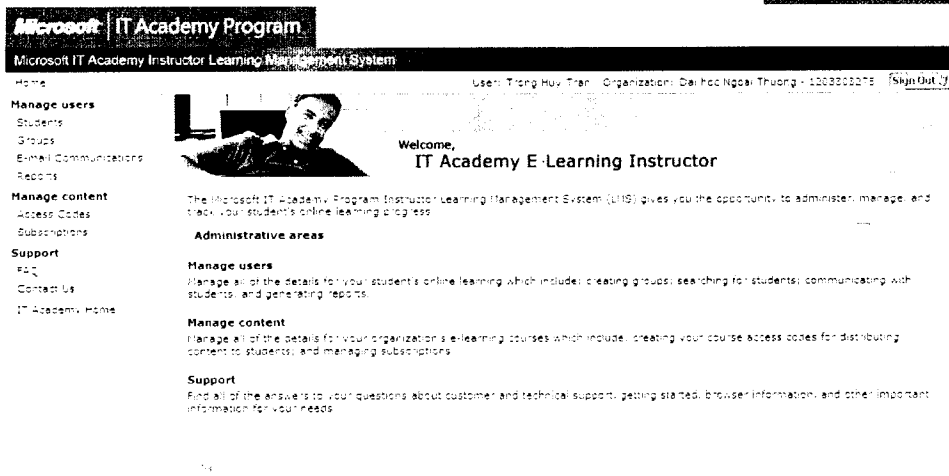 Microsoft | IT Academy Program
Microsoft IT Academy Instructor Learning Management System
Home
User: Trong Huy Tran Organization: Dai hoc Ngoai Thuong - Sign Out
Manage users
Students
Groups
E-mail Communications
Reports
Manage content
Access Codes
Subscriptions
Support
FAQ
Contact Us
IT Academy Home
Welcome,
IT Academy E-Learning Instructor
The Microsoft IT Academy Program Instructor Learning Management System (LMS) gives you the opportunity to administer, manage, and
track your student's online learning progress
Administrative areas
Manage users
Manage all of the details for your student's online learning which include: creating groups; searching for students; communicating with
students; and generating reports.
Manage content
Manage all of the details for your organization's e-learning courses which include: creating your course access codes for distributing
content to students; and managing subscriptions
Support
Find all of the answers to your questions about customer and technical support, getting started, browser information, and other important
information for your needs